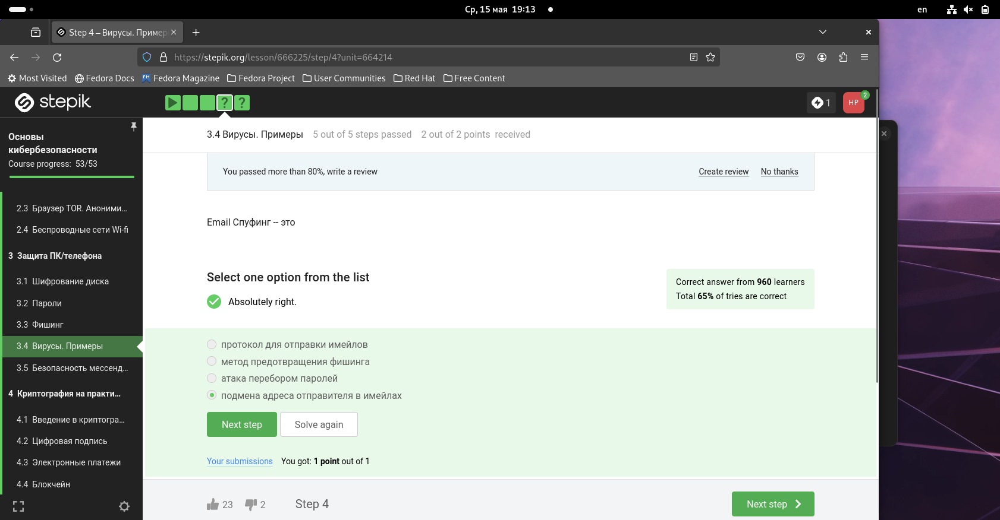 Ср, 15 мая 19:13
en
Step 4 – Вирусы. Пример
https://stepik.org/lesson/666225/step/4?unit=664214
Most Visited Fedora Docs Fedora Magazine Fedora Project User Communities Red Hat Free Content
stepik
? ?
1
HP
2
Основы
кибербезопасности
Course progress: 53/53
2.3 Браузер TOR. Аноними...
2.4 Беспроводные сети Wi-fi
3 Защита ПК/телефона
3.1 Шифрование диска
3.2 Пароли
3.3 Фишинг
3.4 Вирусы. Примеры
3.5 Безопасность мессенд...
4 Криптография на практи...
4.1 Введение в криптогра...
4.2 Цифровая подпись
4.3 Электронные платежи
4.4 Блокчейн
3.4 Вирусы. Примеры 5 out of 5 steps passed 2 out of 2 points received
You passed more than 80%, write a review Create review No thanks
Email Спуфинг -- это
Select one option from the list
Absolutely right.
Correct answer from 960 learners
Total 65% of tries are correct
протокол для отправки имейлов
метод предотвращения фишинга
атака перебором паролей
подмена адреса отправителя в имейлах
Next step Solve again
Your submissions You got: 1 point out of 1
23 2 Step 4 Next step